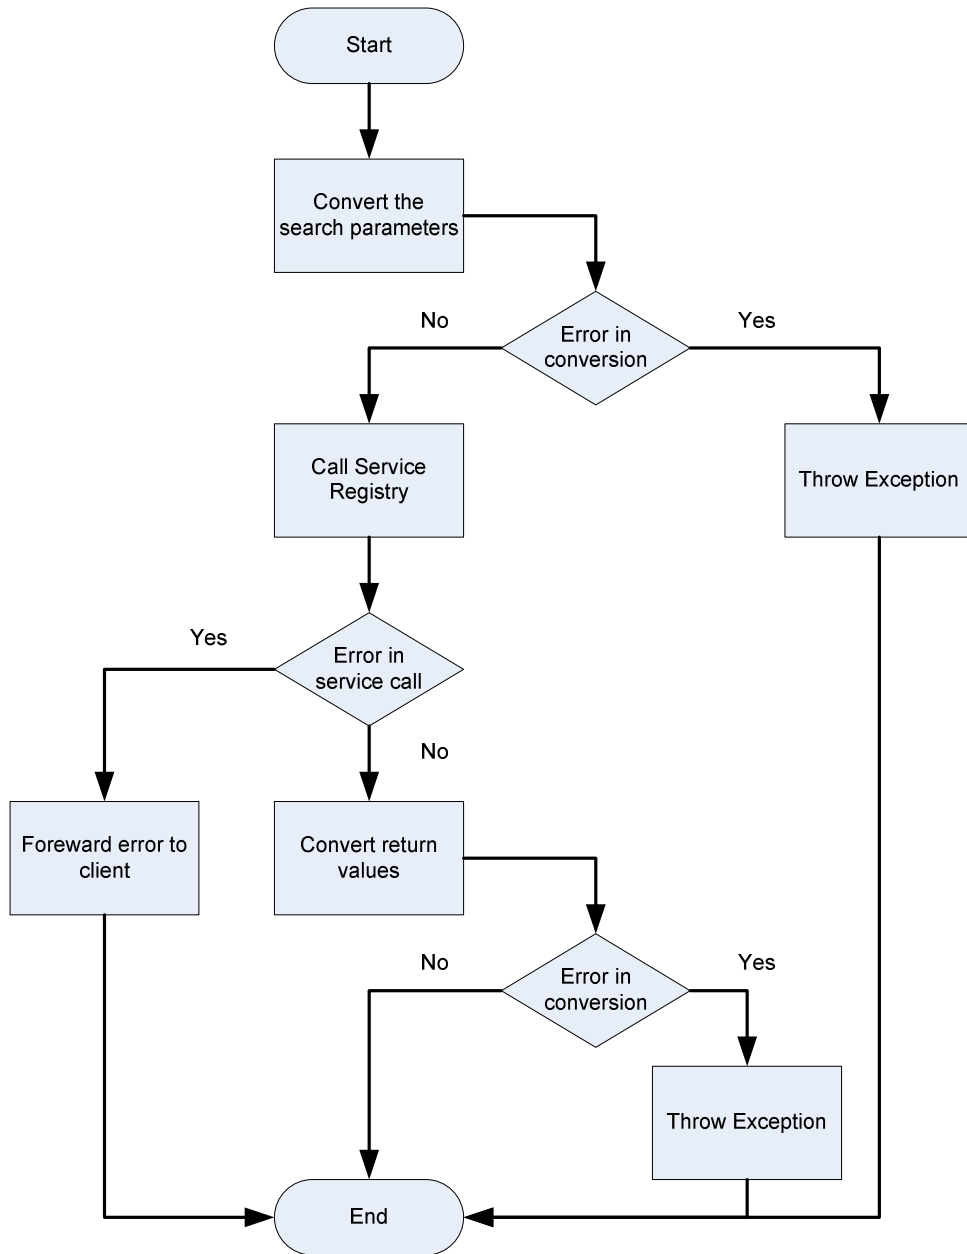 Start
Convert the
search parameters
No
Yes
Error in
conversion
Call Service
Registry
Throw Exception
Yes
Error in
service call
No
Foreward error to
client
Convert return
values
No
Yes
Error in
conversion
Throw Exception
End